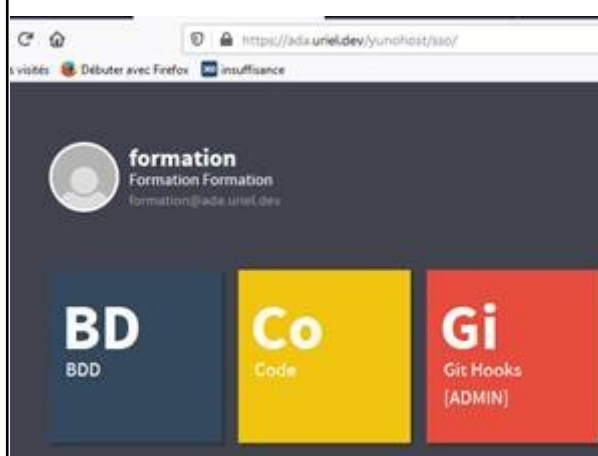 https://ada.uriel.dev/yunohost/sso/
s visités Débuter avec Firefox insuffisance
formation
Formation Formation
formation@ada.uriel.dev
BD
BDD
Co
Code
Gi
Git Hooks
[ADMIN]